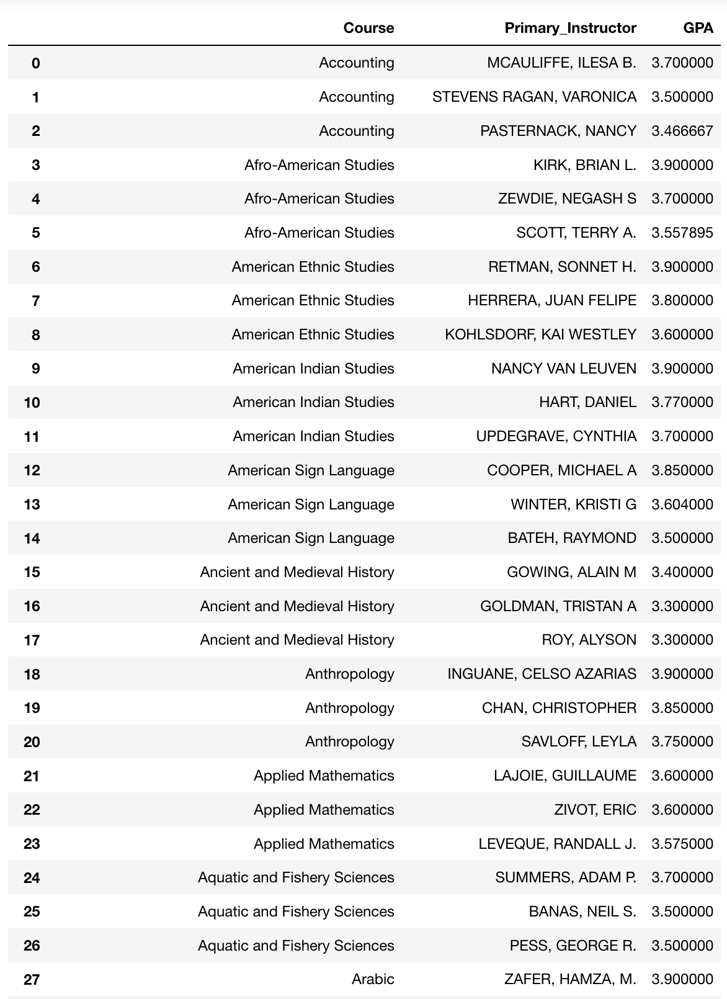 Course Primary_Instructor GPA
0 Accounting MCAULIFFE, ILESA B. 3.700000
1 Accounting STEVENS RAGAN, VARONICA 3.500000
2 Accounting PASTERNACK, NANCY 3.466667
3 Afro-American Studies KIRK, BRIAN L. 3.900000
4 Afro-American Studies ZEWDIE, NEGASH S 3.700000
5 Afro-American Studies SCOTT, TERRY A. 3.557895
6 American Ethnic Studies RETMAN, SONNET H. 3.900000
7 American Ethnic Studies HERRERA, JUAN FELIPE 3.800000
8 American Ethnic Studies KOHLSDORF, KAI WESTLEY 3.600000
9 American Indian Studies NANCY VAN LEUVEN 3.900000
10 American Indian Studies HART, DANIEL 3.770000
11 American Indian Studies UPDEGRAVE, CYNTHIA 3.700000
12 American Sign Language COOPER, MICHAEL A 3.850000
13 American Sign Language WINTER, KRISTI G 3.604000
14 American Sign Language BATEH, RAYMOND 3.500000
15 Ancient and Medieval History GOWING, ALAIN M 3.400000
16 Ancient and Medieval History GOLDMAN, TRISTAN A 3.300000
17 Ancient and Medieval History ROY, ALYSON 3.300000
18 Anthropology INGUANE, CELSO AZARIAS 3.900000
19 Anthropology CHAN, CHRISTOPHER 3.850000
20 Anthropology SAVLOFF, LEYLA 3.750000
21 Applied Mathematics LAJOIE, GUILLAUME 3.600000
22 Applied Mathematics ZIVOT, ERIC 3.600000
23 Applied Mathematics LEVEQUE, RANDALL J. 3.575000
24 Aquatic and Fishery Sciences SUMMERS, ADAM P. 3.700000
25 Aquatic and Fishery Sciences BANAS, NEIL S. 3.500000
26 Aquatic and Fishery Sciences PESS, GEORGE R. 3.500000
27 Arabic ZAFER, HAMZA, M. 3.900000